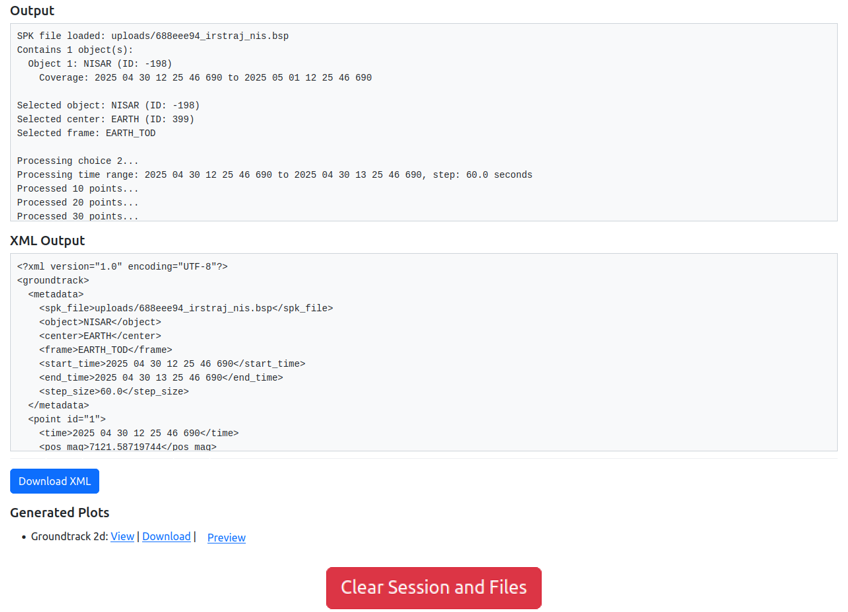 Output
SPK file loaded: uploads/688eee94_irstraj_nis.bsp
Contains 1 object(s):
Object 1: NISAR (ID: -198)
Coverage: 2025 04 30 12 25 46 690 to 2025 05 01 12 25 46 690
Selected object: NISAR (ID: -198)
Selected center: EARTH (ID: 399)
Selected frame: EARTH_TOD
Processing choice 2...
Processing time range: 2025 04 30 12 25 46 690 to 2025 04 30 13 25 46 690, step: 60.0 seconds
Processed 10 points...
Processed 20 points...
Processed 30 points...
XML Output
<?xml version="1.0" encoding="UTF-8"?>
<groundtrack>
<metadata>
<spk_file>uploads/688eee94_irstraj_nis.bsp</spk_file>
<object>NISAR</object>
<center>EARTH</center>
<frame>EARTH_TOD</frame>
<start_time>2025 04 30 12 25 46 690</start_time>
<end_time>2025 04 30 13 25 46 690</end_time>
<step_size>60.0</step_size>
</metadata>
<point id="1">
<time>2025 04 30 12 25 46 690</time>
<pos_mag>7121.58719744</pos_mag>
Download XML
Generated Plots
• Groundtrack 2d: View | Download | Preview
Clear Session and Files